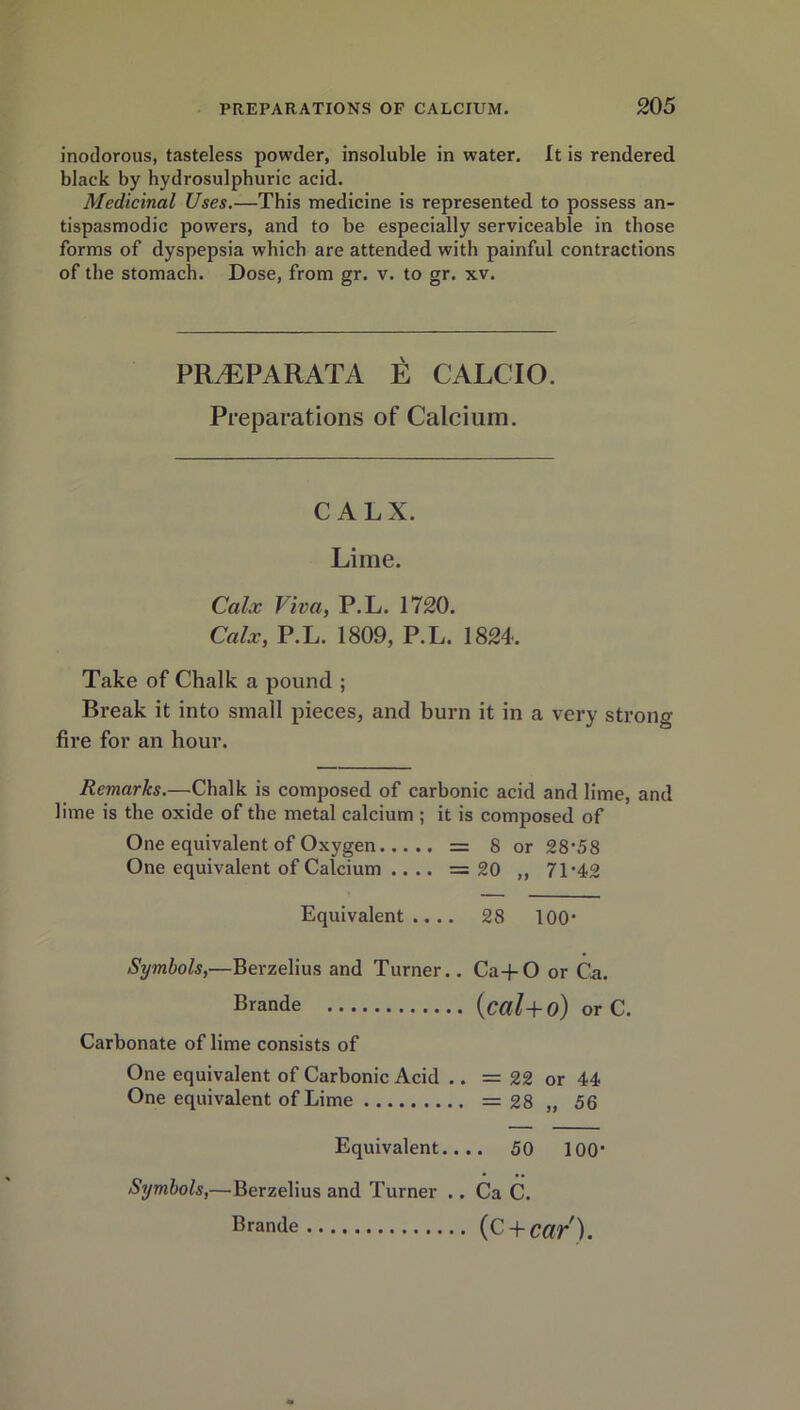 PREPARATIONS OF CALCIUM. 205
inodorous, tasteless powder, insoluble in water. It is rendered
black by hydrosulphuric acid.
Medicinal Uses.—This medicine is represented to possess an-
tispasmodic powers, and to be especially serviceable in those
forms of dyspepsia which are attended with painful contractions
of the stomach. Dose, from gr. v. to gr. xv.
PRÆPARATA È CALCIO.
Preparations of Calcium.
CALX.
Lime.
Calx Viva, P.L. 1720.
Calx, P.L. 1809, P.L. 1824.
Take of Chalk a pound ;
Break it into small pieces, and burn it in a very strong
fire for an hour.
Remarks.—Chalk is composed of carbonic acid and lime, and
lime is the oxide of the metal calcium ; it is composed of
One equivalent of Oxygen..... = 8 or 28·58
One equivalent of Calcium .... = 20 „ 71·42
Equivalent .... 28 100·
Symbols,—Berzelius and Turner.. Ca+O or Ċa.
Brande ............. (cal+o) or C.
Carbonate of lime consists of
One equivalent of Carbonic Acid .. = 22 or 44
One equivalent of Lime .......... = 28 „ 56
Equivalent.... 50 100·
Symbols,—Berzelius and Turner .. Ċa C̈.
Brande .............. (C+car′).